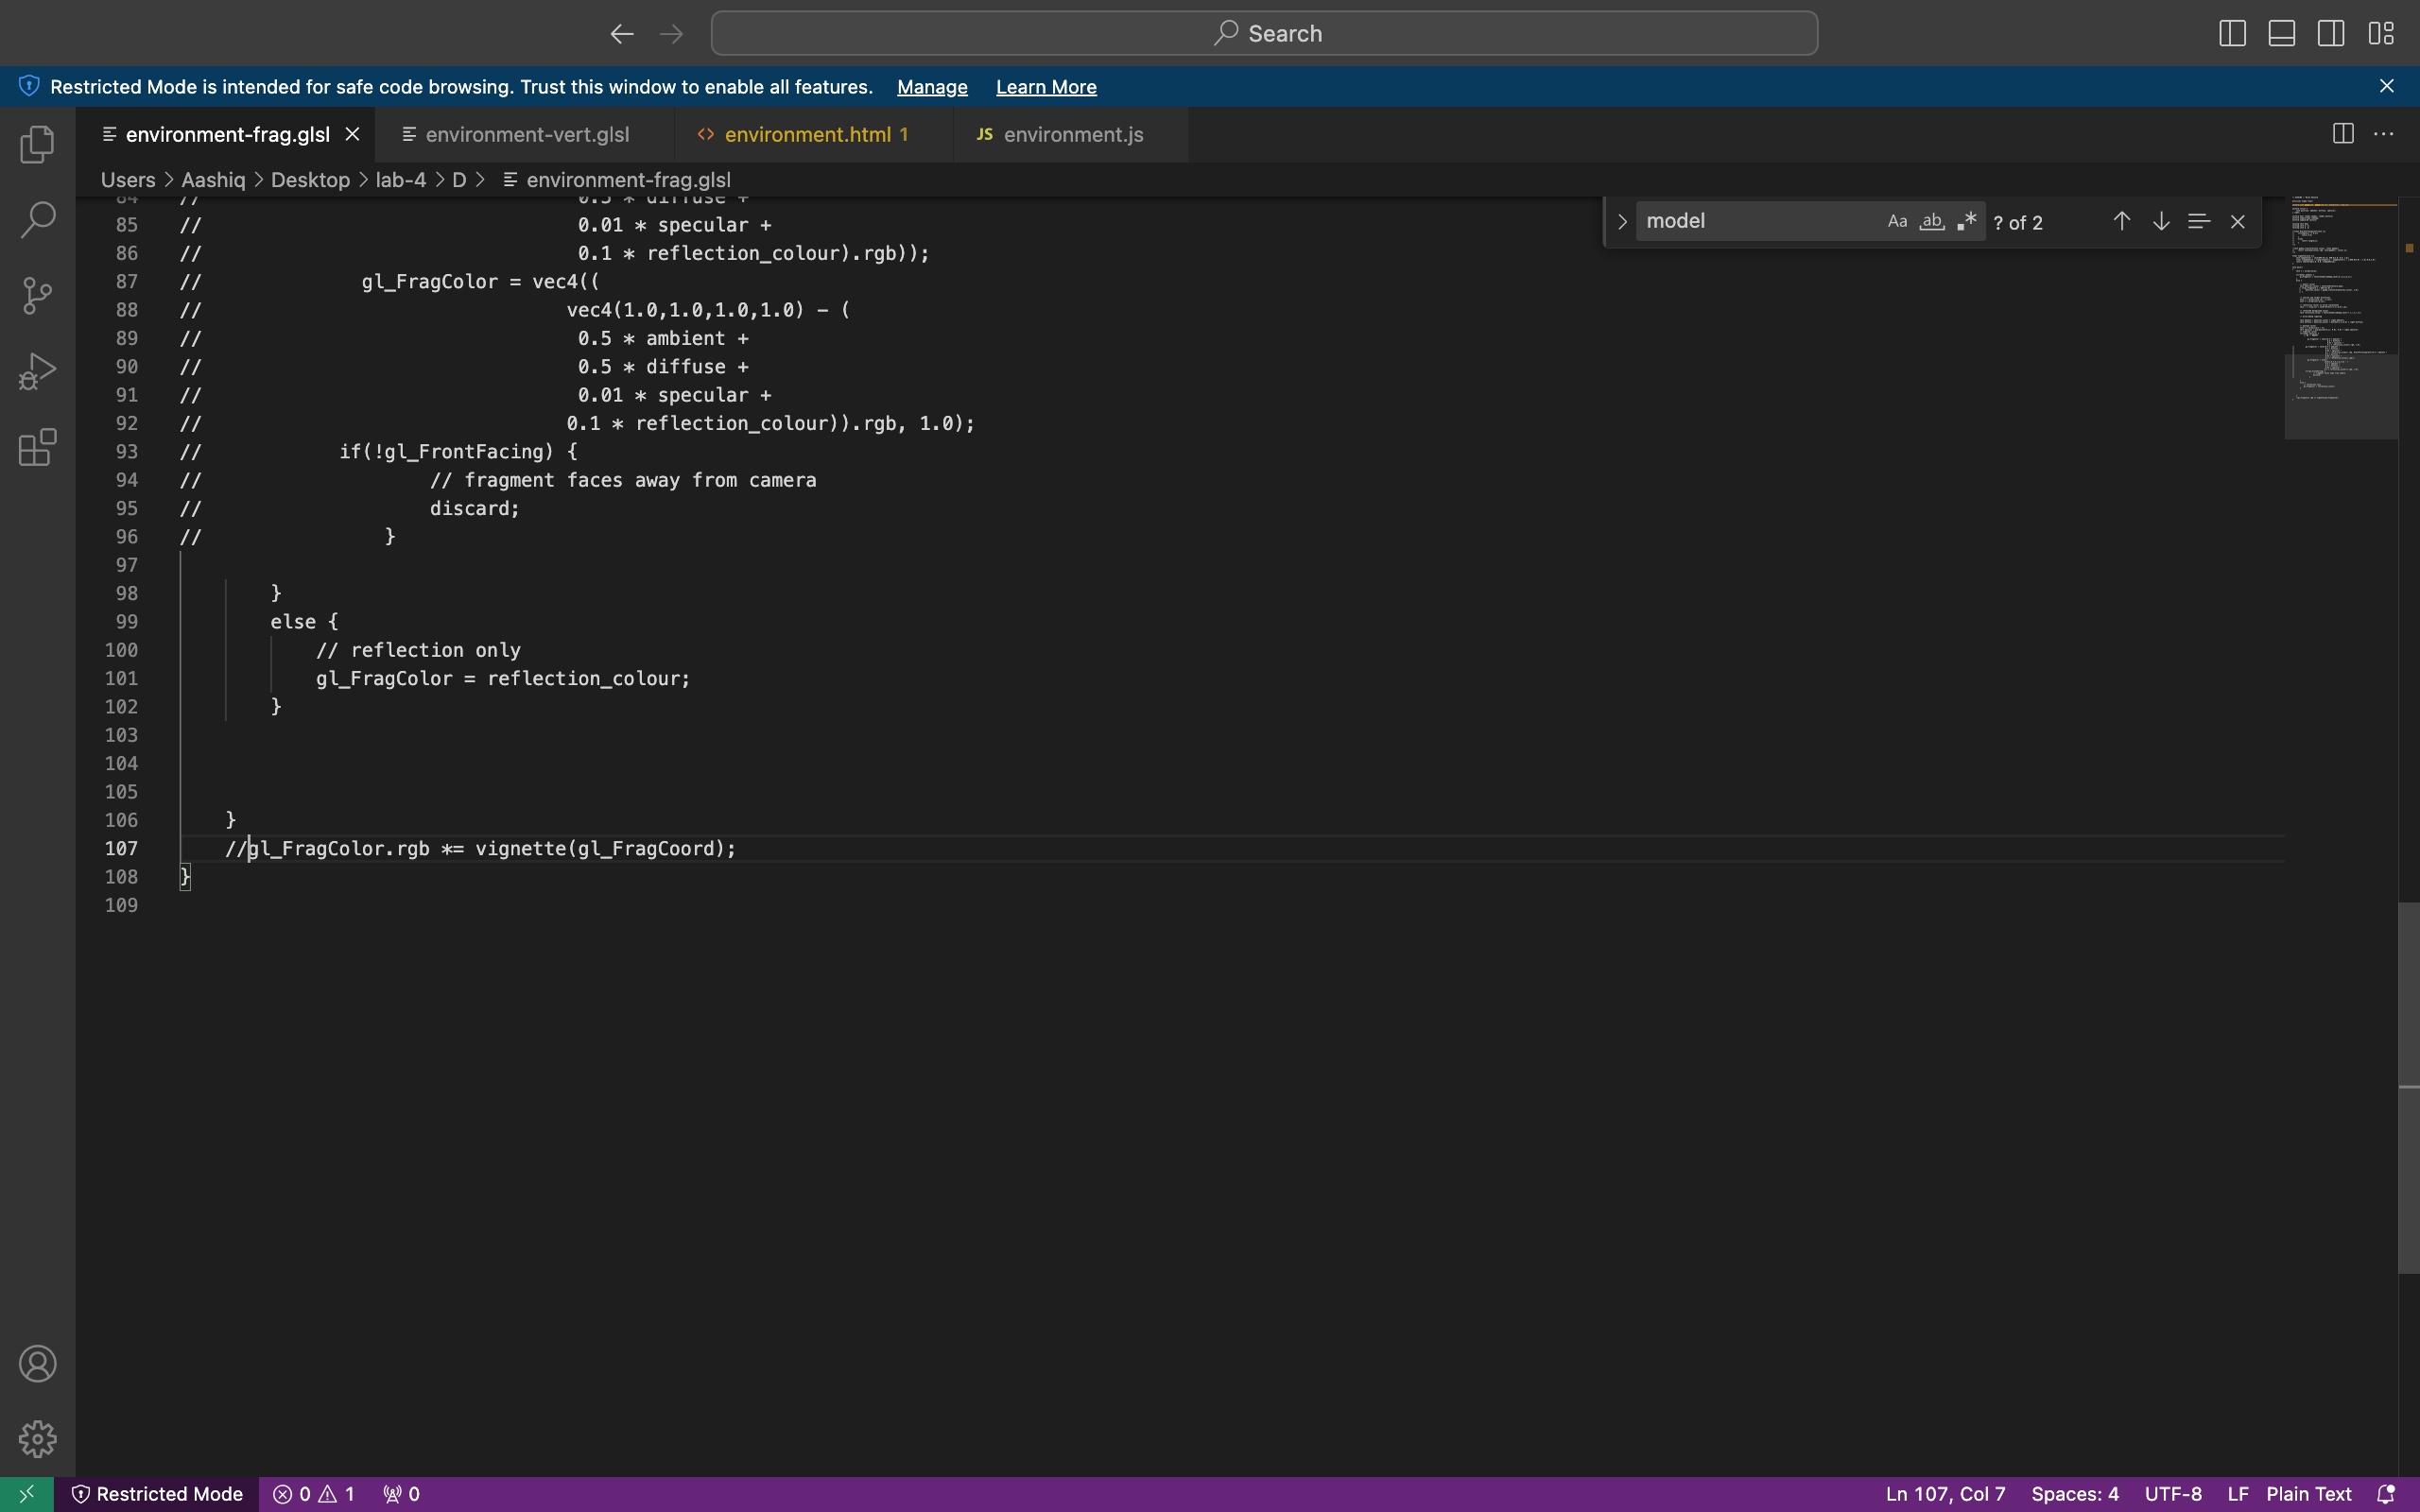 Search
Restricted Mode is intended for safe code browsing. Trust this window to enable all features. Manage Learn More
environment-frag.glsl environment-vert.glsl environment.html 1 JS environment.js
Users > Aashiq > Desktop > lab-4 > D > environment-frag.glsl
model Aa ab ? of 2
84 // 0.5 * diffuse +
85 // 0.01 * specular +
86 // 0.1 * reflection_colour).rgb));
87 // gl_FragColor = vec4((
88 // vec4(1.0,1.0,1.0,1.0) - (
89 // 0.5 * ambient +
90 // 0.5 * diffuse +
91 // 0.01 * specular +
92 // 0.1 * reflection_colour)).rgb, 1.0);
93 // if(!gl_FrontFacing) {
94 // // fragment faces away from camera
95 // discard;
96 // }
97
98 }
99 else {
100 // reflection only
101 gl_FragColor = reflection_colour;
102 }
103
104
105
106 }
107 //gl_FragColor.rgb *= vignette(gl_FragCoord);
108 }
109
Restricted Mode 0 1 0 Ln 107, Col 7 Spaces: 4 UTF-8 LF Plain Text